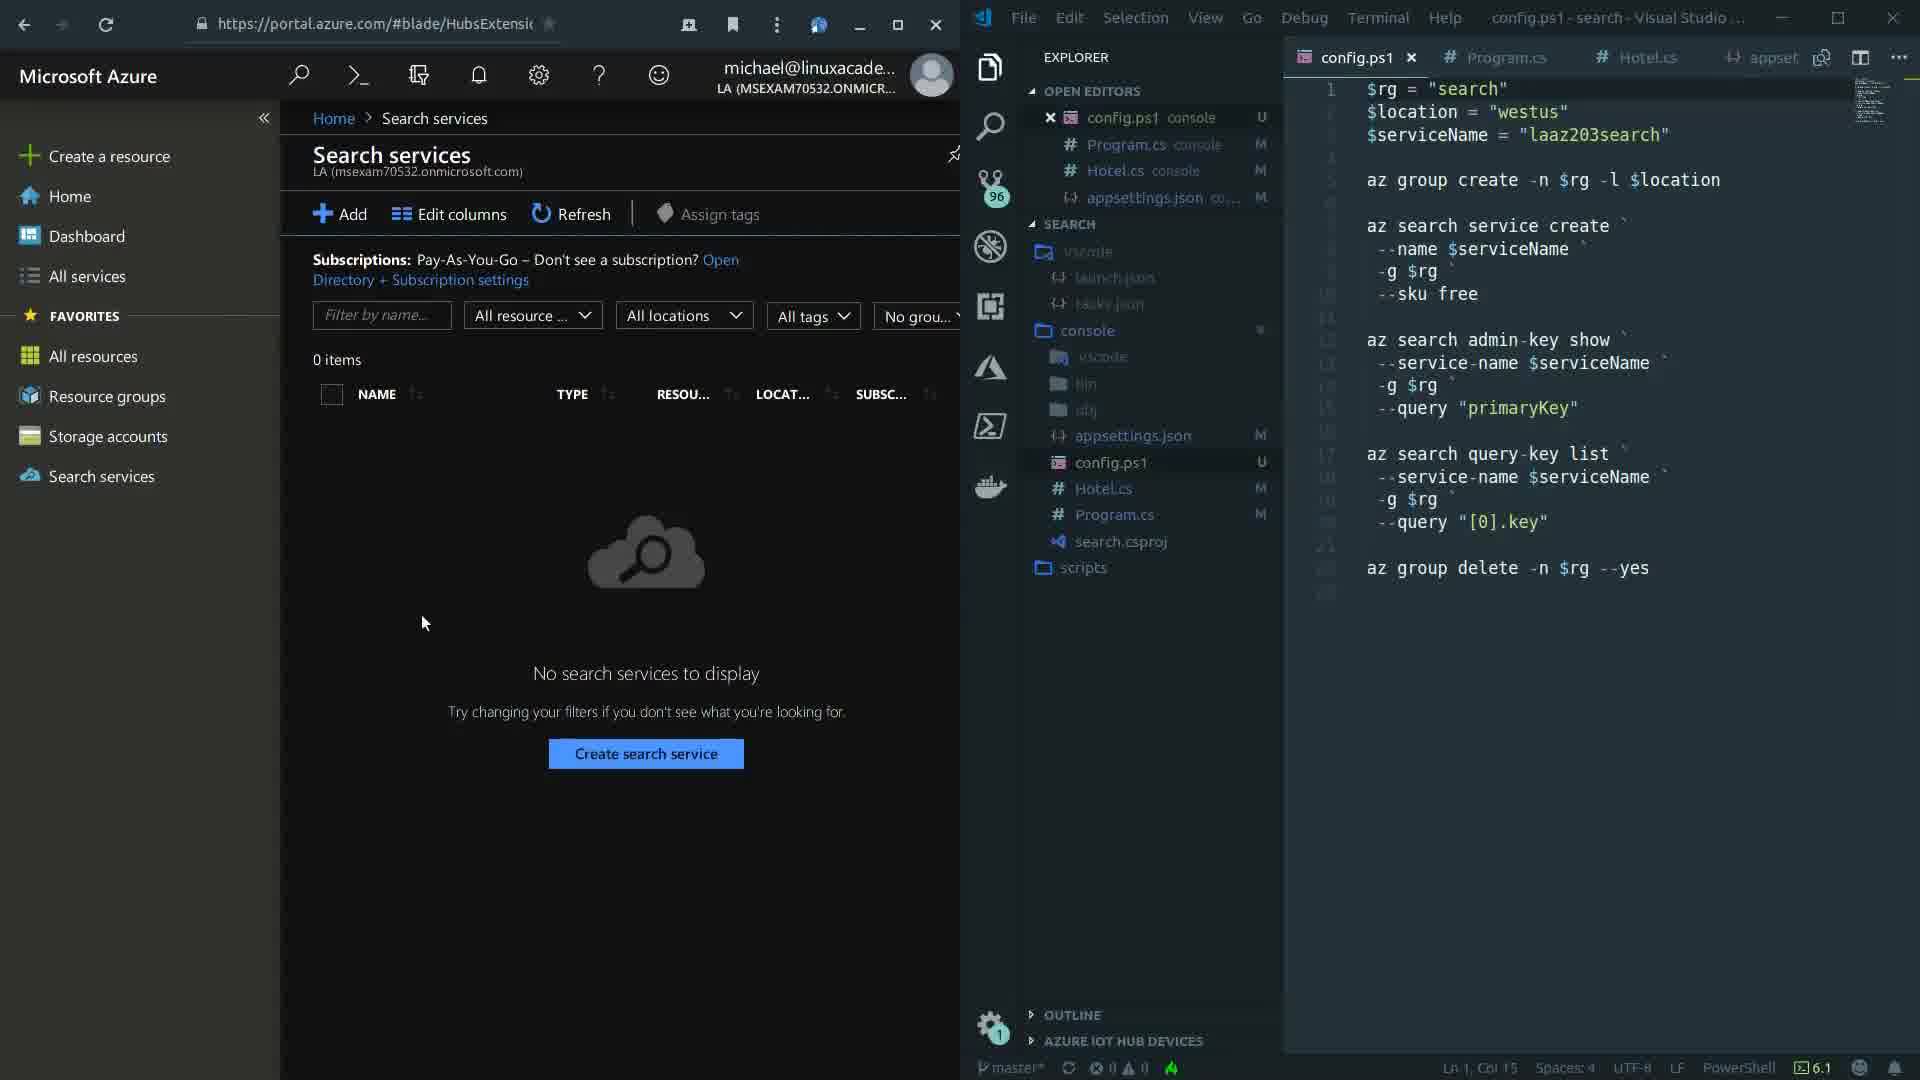 https://portal.azure.com/#blade/HubsExtensi
Microsoft Azure
michael@linuxacade...
LA (MSEXAM70532.ONMICR...
Create a resource
Home
Dashboard
All services
FAVORITES
All resources
Resource groups
Storage accounts
Search services
Home > Search services
Search services
LA (msexam70532.onmicrosoft.com)
Add
Edit columns
Refresh
Assign tags
Subscriptions: Pay-As-You-Go – Don't see a subscription? Open
Directory + Subscription settings
Filter by name...
All resource ...
All locations
All tags
No grou...
0 items
NAME
TYPE
RESOU...
LOCAT...
SUBSC...
No search services to display
Try changing your filters if you don't see what you're looking for.
Create search service
File Edit Selection View Go Debug Terminal Help
config.ps1 - search - Visual Studio ...
EXPLORER
OPEN EDITORS
config.ps1 console U
Program.cs console M
Hotel.cs console M
appsettings.json co... M
SEARCH
.vscode
launch.json
tasks.json
console
.vscode
bin
obj
appsettings.json M
config.ps1 U
Hotel.cs M
Program.cs M
search.csproj
scripts
OUTLINE
AZURE IOT HUB DEVICES
96
1
config.ps1
Program.cs
Hotel.cs
appset
1 $rg = "search"
$location = "westus"
$serviceName = "laaz203search"
az group create -n $rg -l $location
az search service create `
--name $serviceName `
-g $rg `
--sku free
az search admin-key show `
--service-name $serviceName `
-g $rg `
--query "primaryKey"
az search query-key list `
--service-name $serviceName `
-g $rg `
--query "[0].key"
az group delete -n $rg --yes
master*
0
0
Ln 1, Col 15
Spaces: 4
UTF-8
LF
PowerShell
6.1